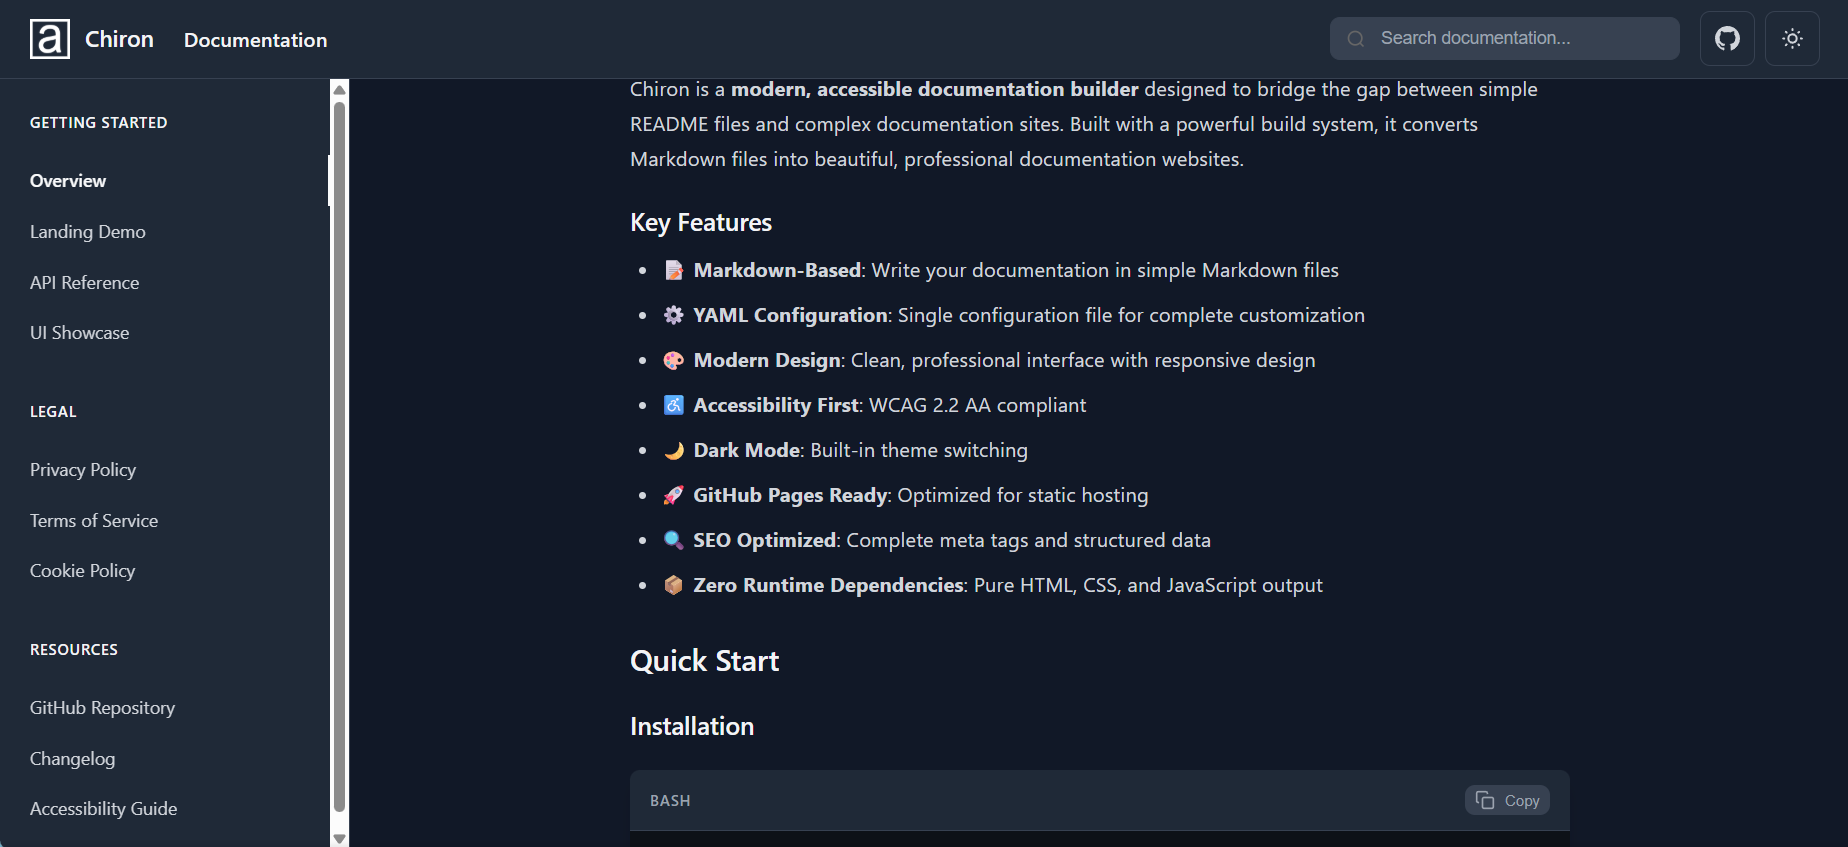 a Chiron Documentation Search documentation...
GETTING STARTED
Overview
Landing Demo
API Reference
UI Showcase
LEGAL
Privacy Policy
Terms of Service
Cookie Policy
RESOURCES
GitHub Repository
Changelog
Accessibility Guide
Chiron is a modern, accessible documentation builder designed to bridge the gap between simple
README files and complex documentation sites. Built with a powerful build system, it converts
Markdown files into beautiful, professional documentation websites.
Key Features
• 📝 Markdown-Based: Write your documentation in simple Markdown files
• ⚙️ YAML Configuration: Single configuration file for complete customization
• 🎨 Modern Design: Clean, professional interface with responsive design
• ♿ Accessibility First: WCAG 2.2 AA compliant
• 🌙 Dark Mode: Built-in theme switching
• 🚀 GitHub Pages Ready: Optimized for static hosting
• 🔍 SEO Optimized: Complete meta tags and structured data
• 📦 Zero Runtime Dependencies: Pure HTML, CSS, and JavaScript output
Quick Start
Installation
BASH Copy